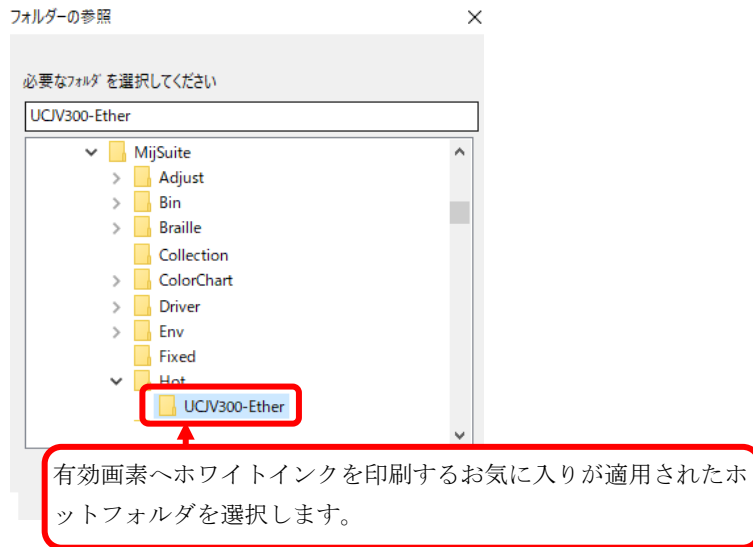 フォルダーの参照
必要なﾌｫﾙﾀﾞを選択してください
UCJV300-Ether
MijSuite
Adjust
Bin
Braille
Collection
ColorChart
Driver
Env
Fixed
Hot
UCJV300-Ether
有効画素へホワイトインクを印刷するお気に入りが適用されたホ
ットフォルダを選択します。